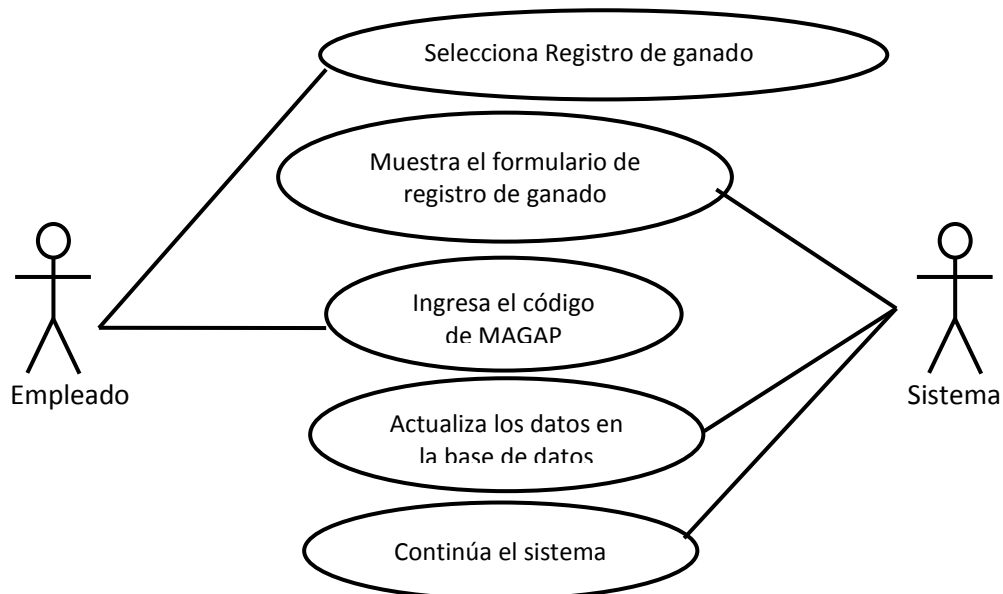 Selecciona Registro de ganado
Muestra el formulario de
registro de ganado
Ingresa el código
de MAGAP
Empleado
Sistema
Actualiza los datos en
la base de datos
Continúa el sistema